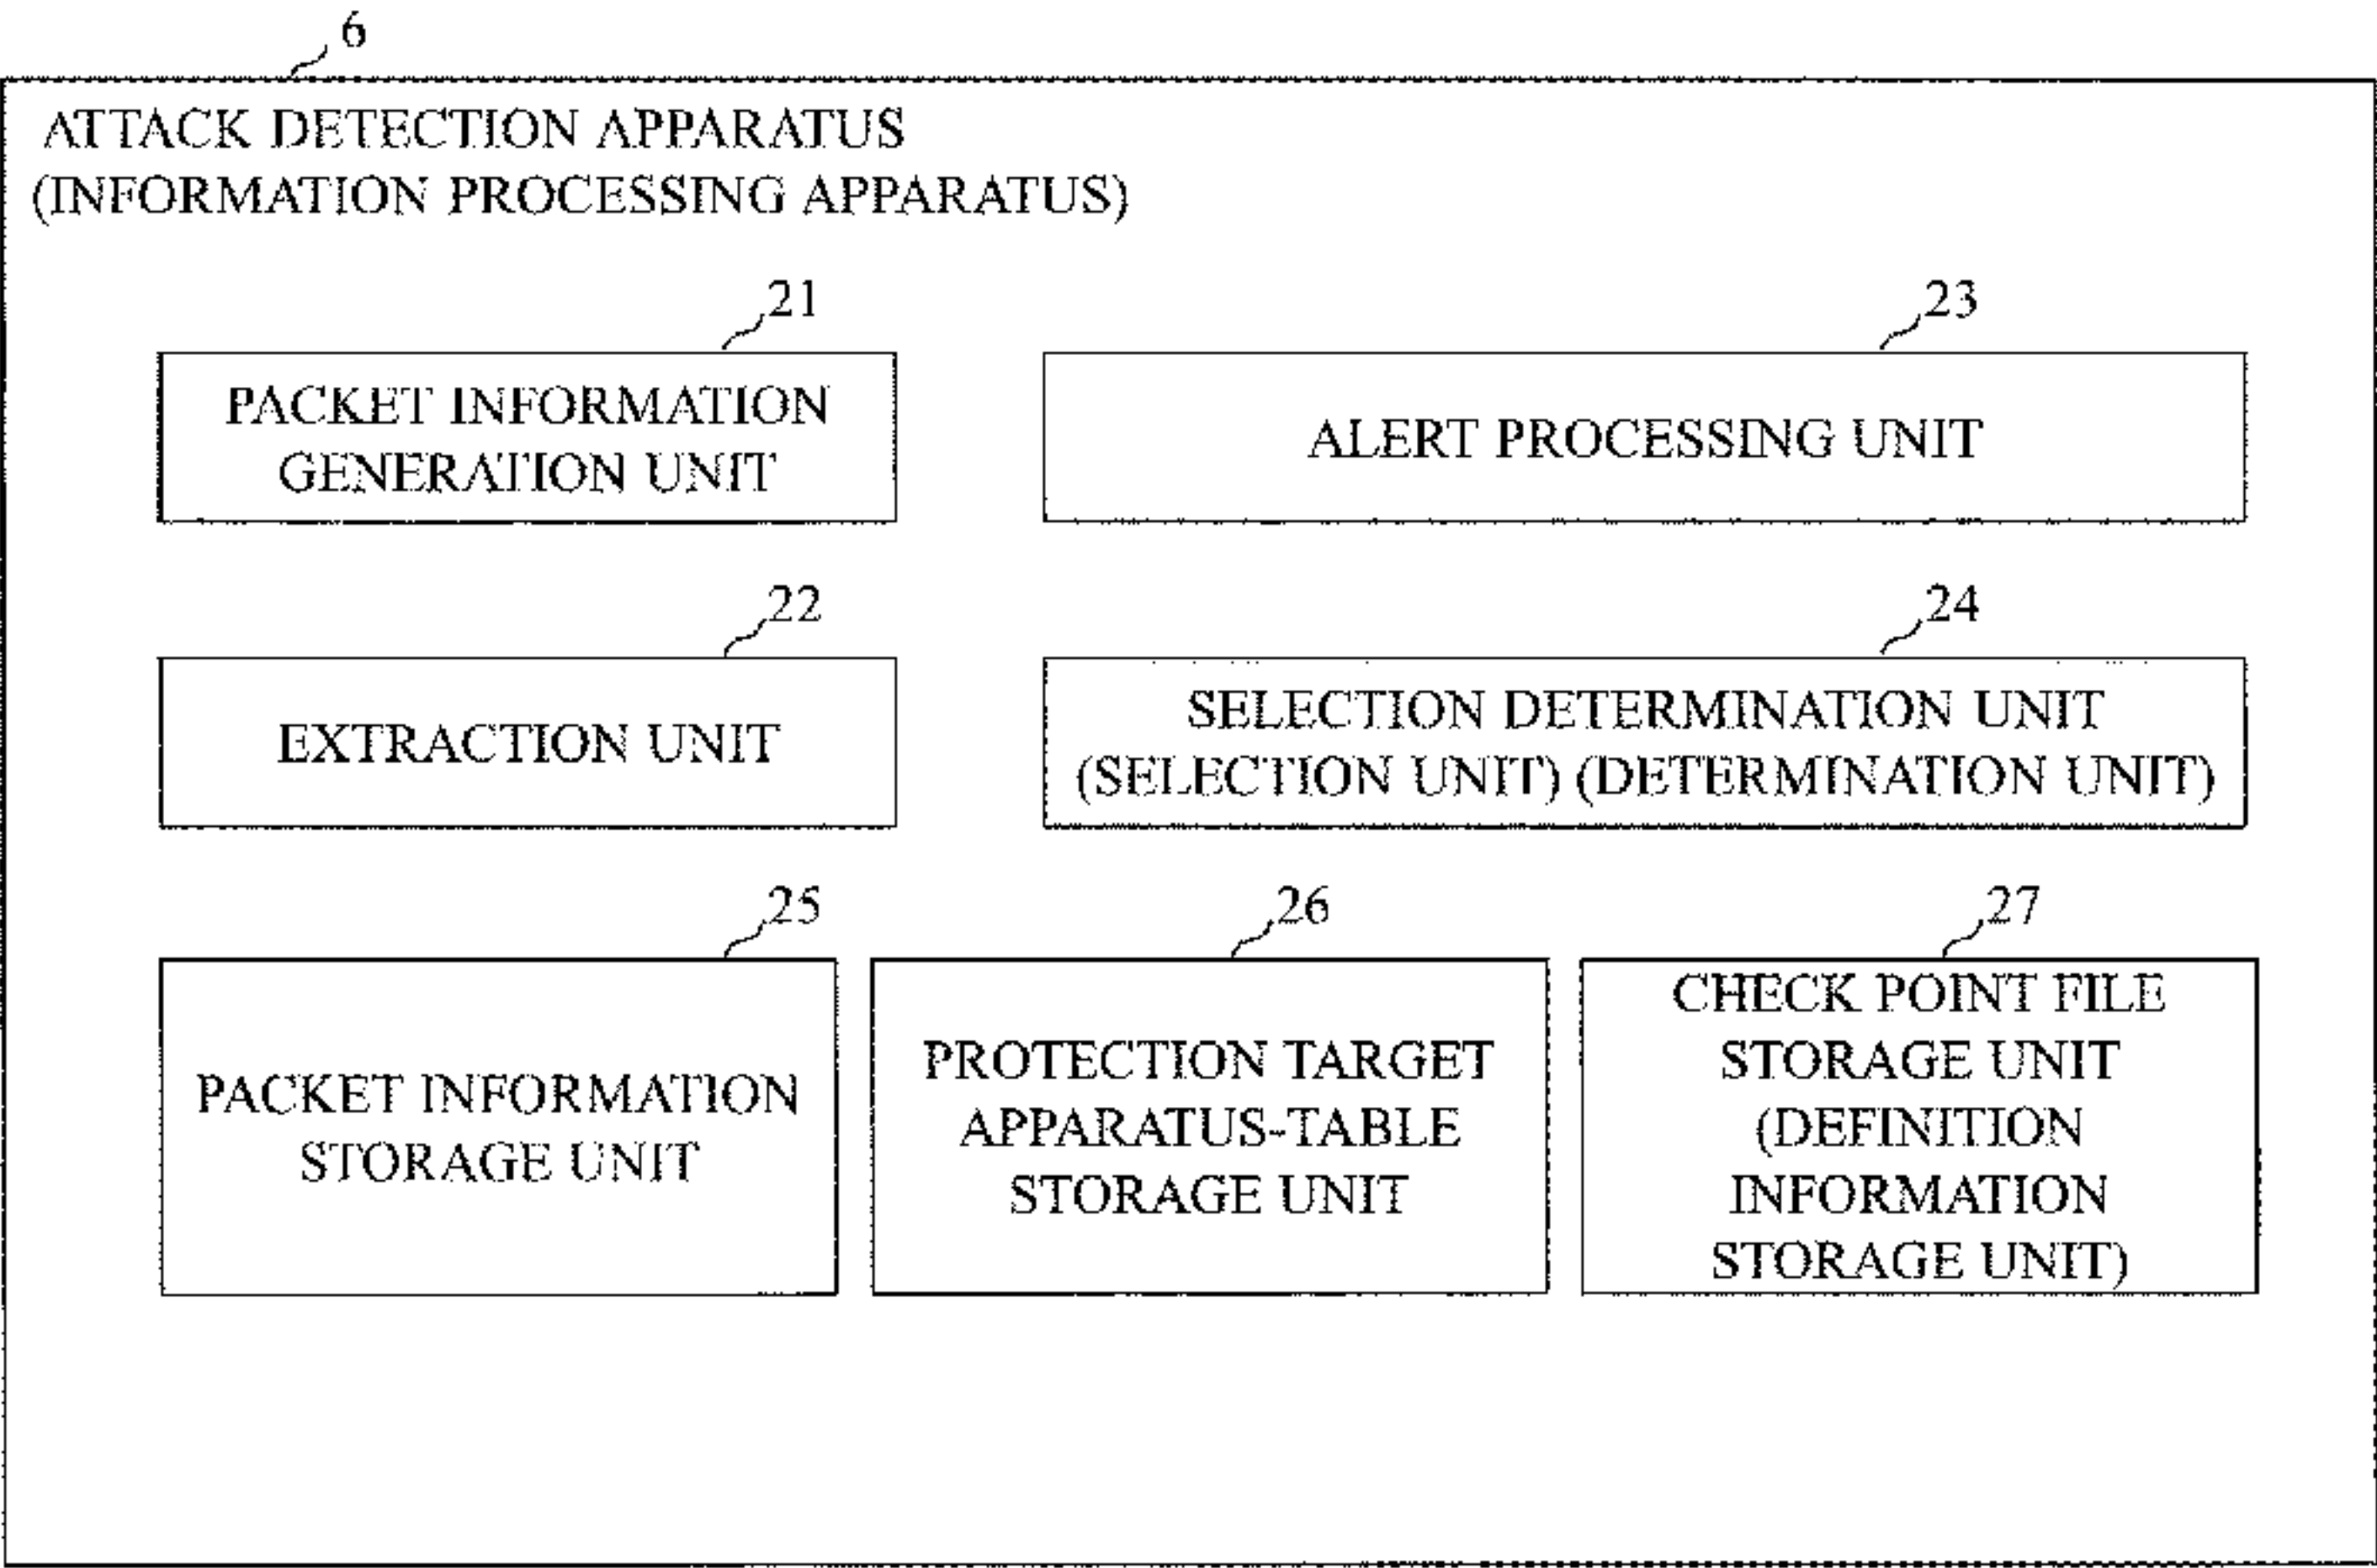 6
ATTACK DETECTION APPARATUS
(INFORMATION PROCESSING APPARATUS)
21
PACKET INFORMATION
GENERATION UNIT
23
ALERT PROCESSING UNIT
22
EXTRACTION UNIT
24
SELECTION DETERMINATION UNIT
(SELECTION UNIT) (DETERMINATION UNIT)
25
PACKET INFORMATION
STORAGE UNIT
26
PROTECTION TARGET
APPARATUS-TABLE
STORAGE UNIT
27
CHECK POINT FILE
STORAGE UNIT
(DEFINITION
INFORMATION
STORAGE UNIT)